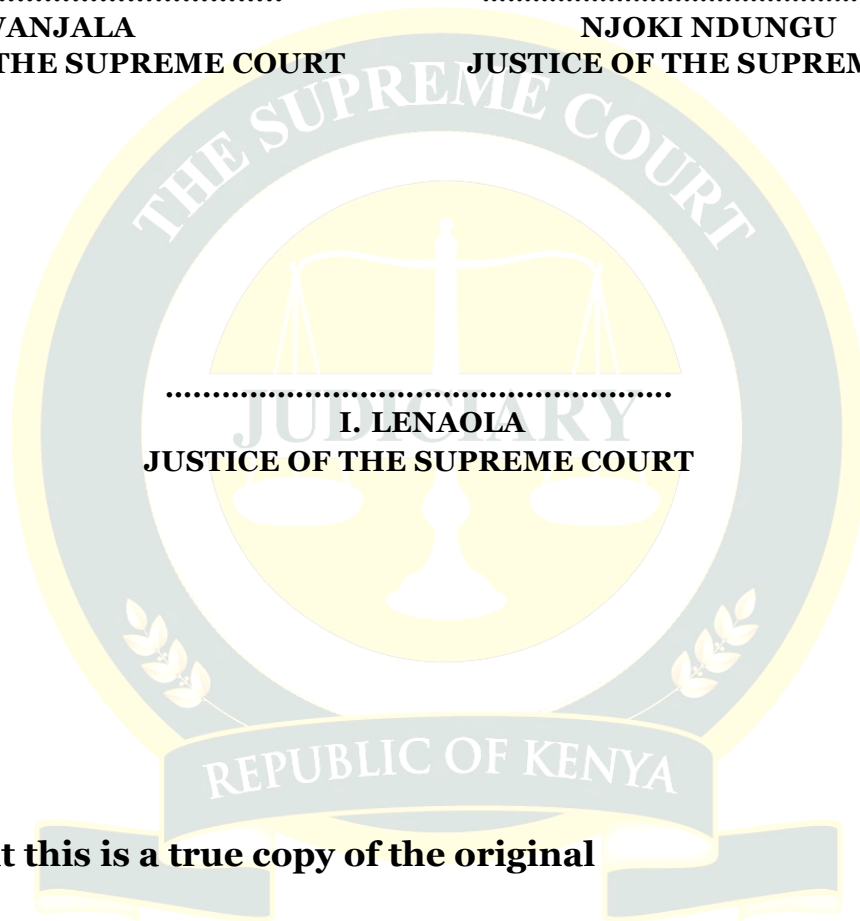 VANJALA NJOKI NDUNGU
THE SUPREME COURT JUSTICE OF THE SUPREM
THE SUPREME COURT
........................................................
JUDICIARY
I. LENAOLA
JUSTICE OF THE SUPREME COURT
REPUBLIC OF KENYA
t this is a true copy of the original